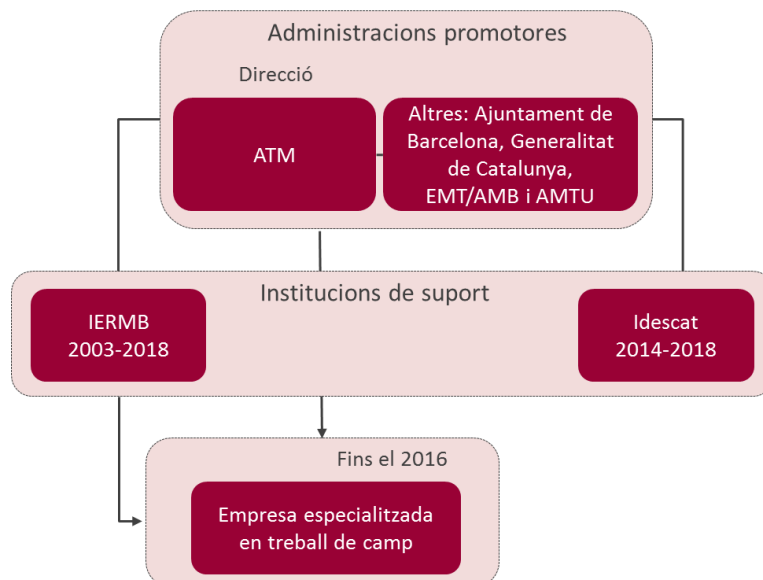 Administracions promotores
Direcció
ATM
Altres: Ajuntament de
Barcelona, Generalitat
de Catalunya,
EMT/AMB i AMTU
Institucions de suport
IERMB
2003-2018
Idescat
2014-2018
Fins el 2016
Empresa especialitzada
en treball de camp